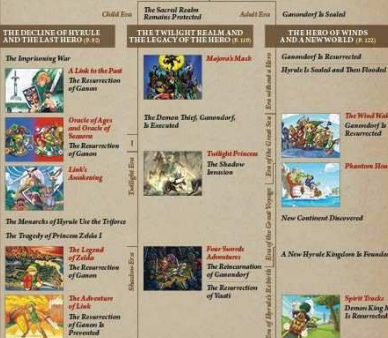 Child Era
The Sacred Realm
Remains Protected
Adult Era
Ganondorf Is Sealed
THE DECLINE OF HYRULE
AND THE LAST HERO (P. 92)
The Imprisoning War
A Link to the Past
The Resurrection
of Ganon
Oracle of Ages
and Oracle of
Seasons
The Resurrection
of Ganon
Link's
Awakening
The Monarchs of Hyrule Use the Triforce
The Tragedy of Princess Zelda I
The Legend
of Zelda
The Resurrection
of Ganon
The Adventure
of Link
The Resurrection
of Ganon Is
Prevented
THE TWILIGHT REALM AND
THE LEGACY OF THE HERO (P. 110)
Majora's Mask
The Demon Thief, Ganondorf,
Is Executed
Twilight Era
Twilight Princess
The Shadow
Invasion
Shadow Era
Four Swords
Adventures
The Reincarnation
of Ganondorf
The Resurrection
of Vaati
THE HERO OF WINDS
AND A NEW WORLD (P. 122)
Era without a Hero
Ganondorf Is Resurrected
Hyrule Is Sealed and Then Flooded
Era of the Great Sea
The Wind
Ganondorf Is
Resurrected
Phantom
Era of the Great Voyage
New Continent Discovered
A New Hyrule Kingdom Is
Era of Hyrule's Rebirth
Spirit Tracks
Demon King
Is Resurrected